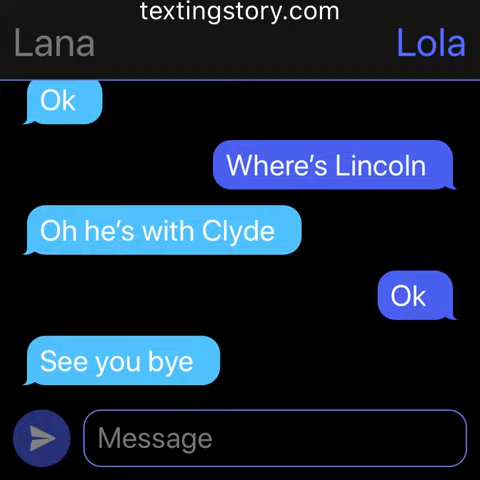 textingstory.com
Lana
Lola
Ok
Where's Lincoln
Oh he's with Clyde
Ok
See you bye
Message